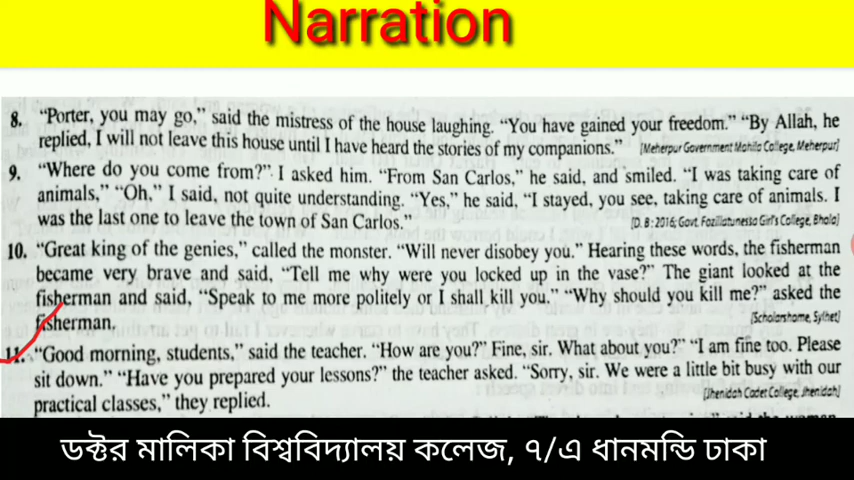 Narration
8. “Porter, you may go,” said the mistress of the house laughing. “You have gained your freedom.” “By Allah, he
replied, I will not leave this house until I have heard the stories of my companions.” [Meherpur Government Mohila College, Meherpur]
9. “Where do you come from?” I asked him. “From San Carlos,” he said, and smiled. “I was taking care of
animals,” “Oh,” I said, not quite understanding. “Yes,” he said, “I stayed, you see, taking care of animals. I
was the last one to leave the town of San Carlos.” [D. B : 2016; Govt. Fazillatunessa Girl's College, Bhola]
10. “Great king of the genies,” called the monster. “Will never disobey you.” Hearing these words, the fisherman
became very brave and said, “Tell me why were you locked up in the vase?” The giant looked at the
fisherman and said, “Speak to me more politely or I shall kill you.” “Why should you kill me?” asked the
fisherman. [Scholarshome, Sylhet]
11. “Good morning, students,” said the teacher. “How are you?” Fine, sir. What about you?” “I am fine too. Please
sit down.” “Have you prepared your lessons?” the teacher asked. “Sorry, sir. We were a little bit busy with our
practical classes,” they replied. [Jhenidah Cadet College, Jhenidah]
ডক্টর মালিকা বিশ্ববিদ্যালয় কলেজ, ৭/এ ধানমন্ডি ঢাকা